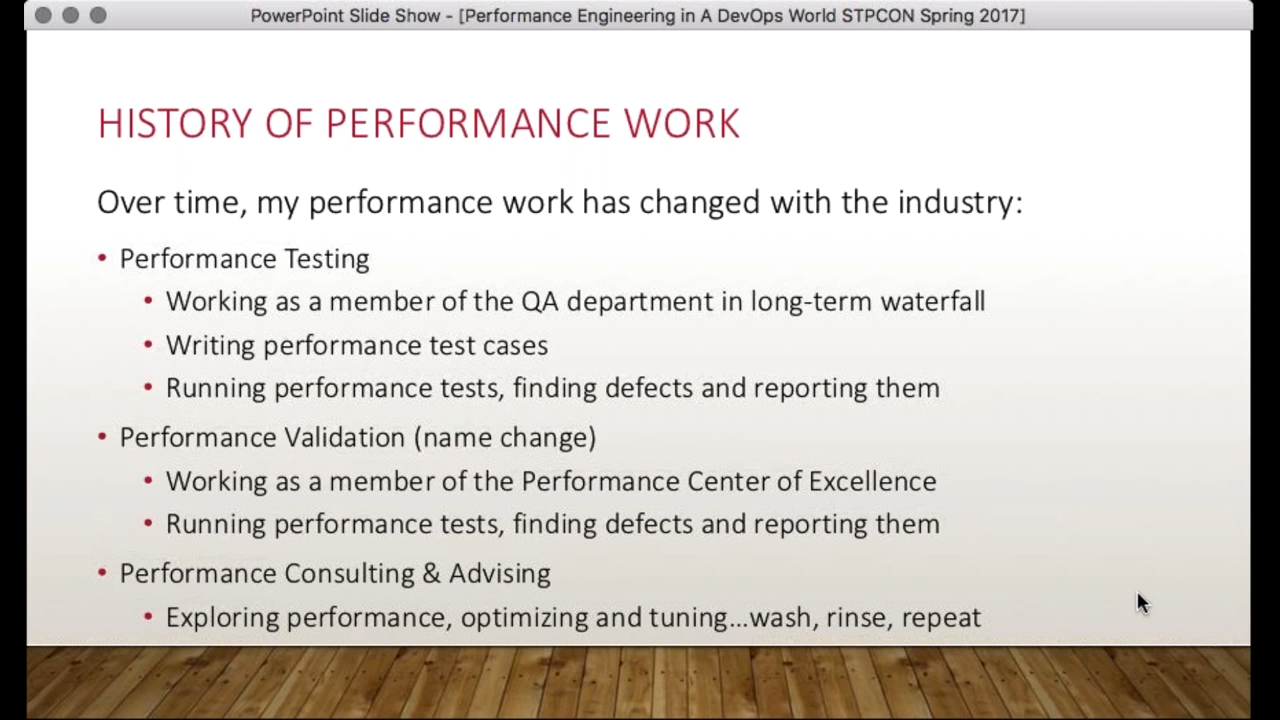 PowerPoint Slide Show - [Performance Engineering in A DevOps World STPCON Spring 2017]
HISTORY OF PERFORMANCE WORK
Over time, my performance work has changed with the industry:
• Performance Testing
• Working as a member of the QA department in long-term waterfall
• Writing performance test cases
• Running performance tests, finding defects and reporting them
• Performance Validation (name change)
• Working as a member of the Performance Center of Excellence
• Running performance tests, finding defects and reporting them
• Performance Consulting & Advising
• Exploring performance, optimizing and tuning...wash, rinse, repeat